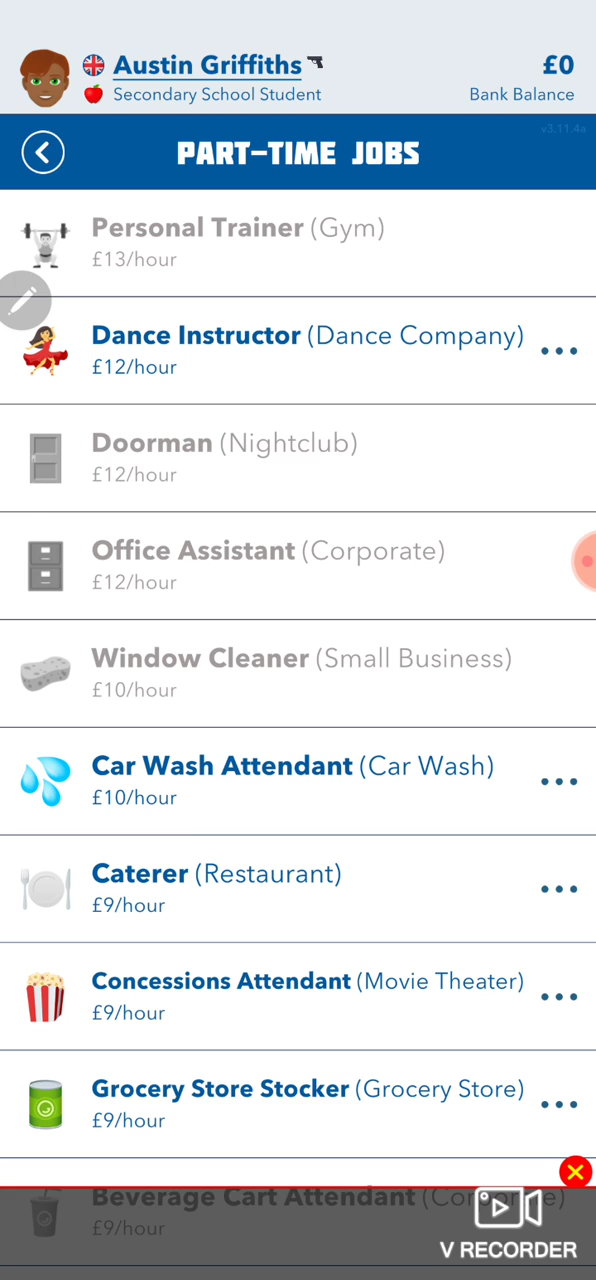 Austin Griffiths
£0
Secondary School Student
Bank Balance
v3.11.4a
PART-TIME JOBS
Personal Trainer (Gym)
£13/hour
Dance Instructor (Dance Company)
£12/hour
Doorman (Nightclub)
£12/hour
Office Assistant (Corporate)
£12/hour
Window Cleaner (Small Business)
£10/hour
Car Wash Attendant (Car Wash)
£10/hour
Caterer (Restaurant)
£9/hour
Concessions Attendant (Movie Theater)
£9/hour
Grocery Store Stocker (Grocery Store)
£9/hour
Beverage Cart Attendant (Corporate)
£9/hour
V RECORDER